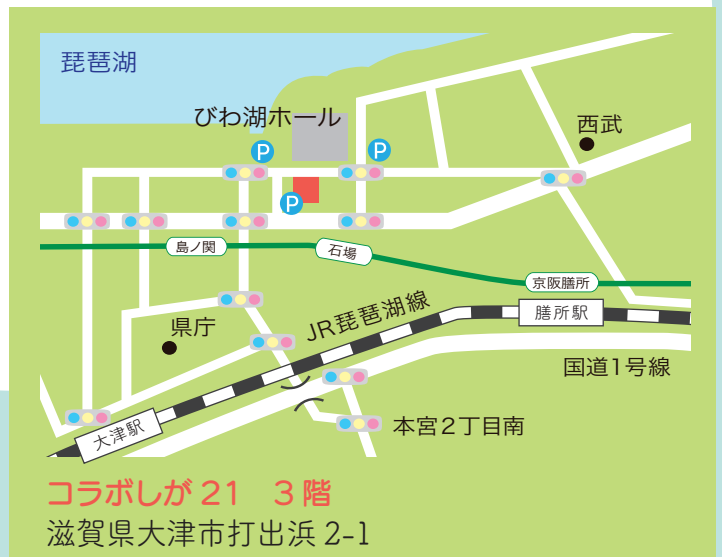 琵琶湖
びわ湖ホール
西武
P
P
P
島ノ関
石場
京阪膳所
膳所駅
JR琵琶湖線
県庁
国道1号線
大津駅
本宮2丁目南
コラボしが21 3階
滋賀県大津市打出浜2-1